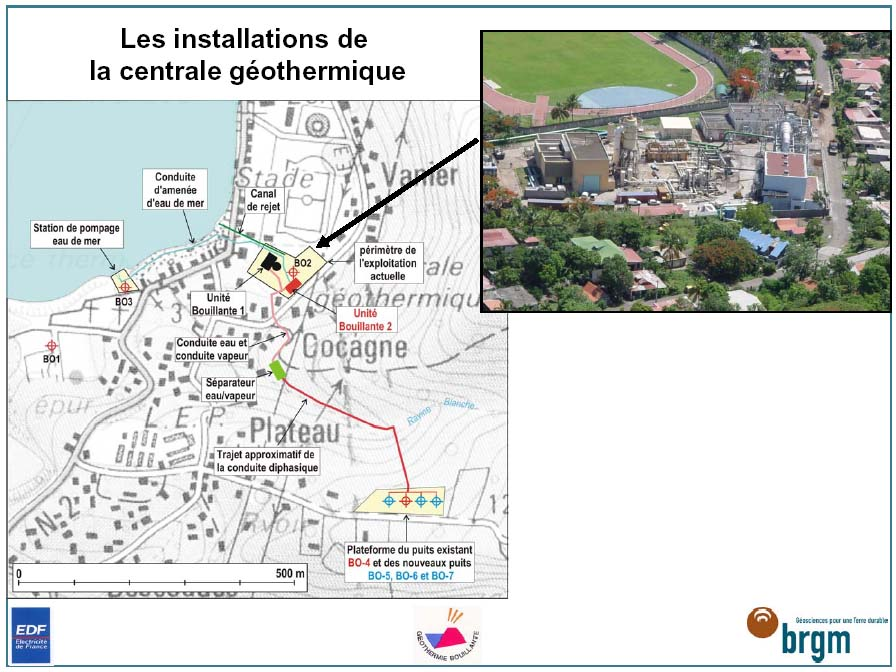 Les installations de
la centrale géothermique
Conduite
d'amenée
d'eau de mer
Stade
Canal
de rejet
Vanier
Station de pompage
eau de mer
BO2
périmètre de
l'exploitation
actuelle
BO3
Unité
Bouillante 1
géothermique
Unité
Bouillante 2
BO1
Conduite eau et
conduite vapeur
Cocagne
Séparateur
eau/vapeur
épur
L.E.P.
Plateau
Ravine Blanche
Trajet approximatif de
la conduite diphasique
N-2
12
Plateforme du puits existant
BO-4 et des nouveaux puits
BO-5, BO-6 et BO-7
0 500 m
EDF
Electricité
de France
GÉOTHERMIE BOUILLANTE
Géosciences pour une Terre durable
brgm